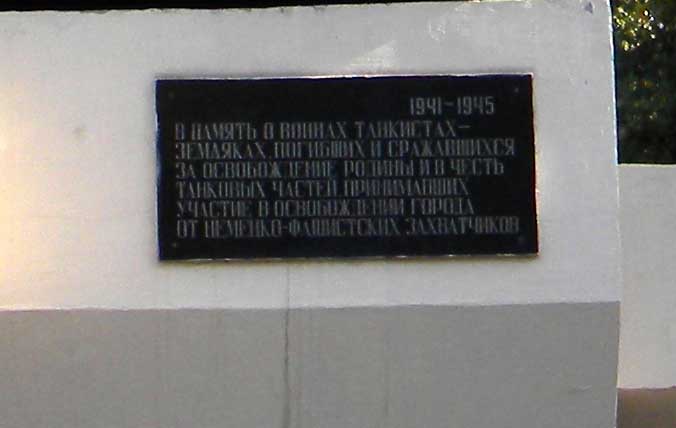 1941-1945
В ПАМЯТЬ О ВОИНАХ ТАНКИСТАХ-
ЗЕМЛЯКАХ, ПОГИБШИХ И СРАЖАВШИХСЯ
ЗА ОСВОБОЖДЕНИЕ РОДИНЫ И В ЧЕСТЬ
ТАНКОВЫХ ЧАСТЕЙ ПРИНИМАВШИХ
УЧАСТИЕ В ОСВОБОЖДЕНИИ ГОРОДА
ОТ НЕМЕЦКО-ФАШИСТСКИХ ЗАХВАТЧИКОВ